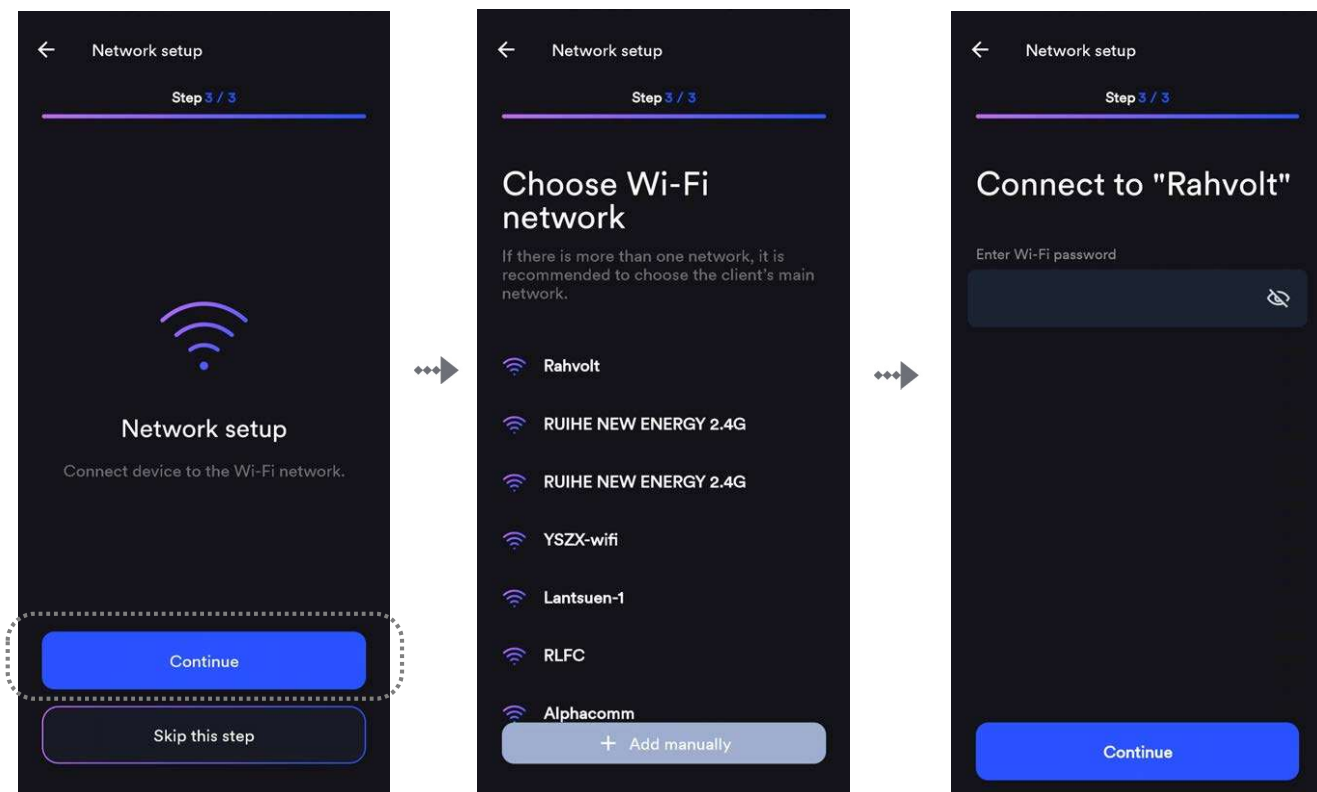 Network setup
Step 3 / 3
Network setup
Connect device to the Wi-Fi network.
Continue
Skip this step
Network setup
Step 3 / 3
Choose Wi-Fi
network
If there is more than one network, it is
recommended to choose the client's main
network.
Rahvolt
RUIHE NEW ENERGY 2.4G
RUIHE NEW ENERGY 2.4G
YSZX-wifi
Lantsuen-1
RLFC
Alphacomm
+ Add manually
Network setup
Step 3 / 3
Connect to "Rahvolt"
Enter Wi-Fi password
Continue